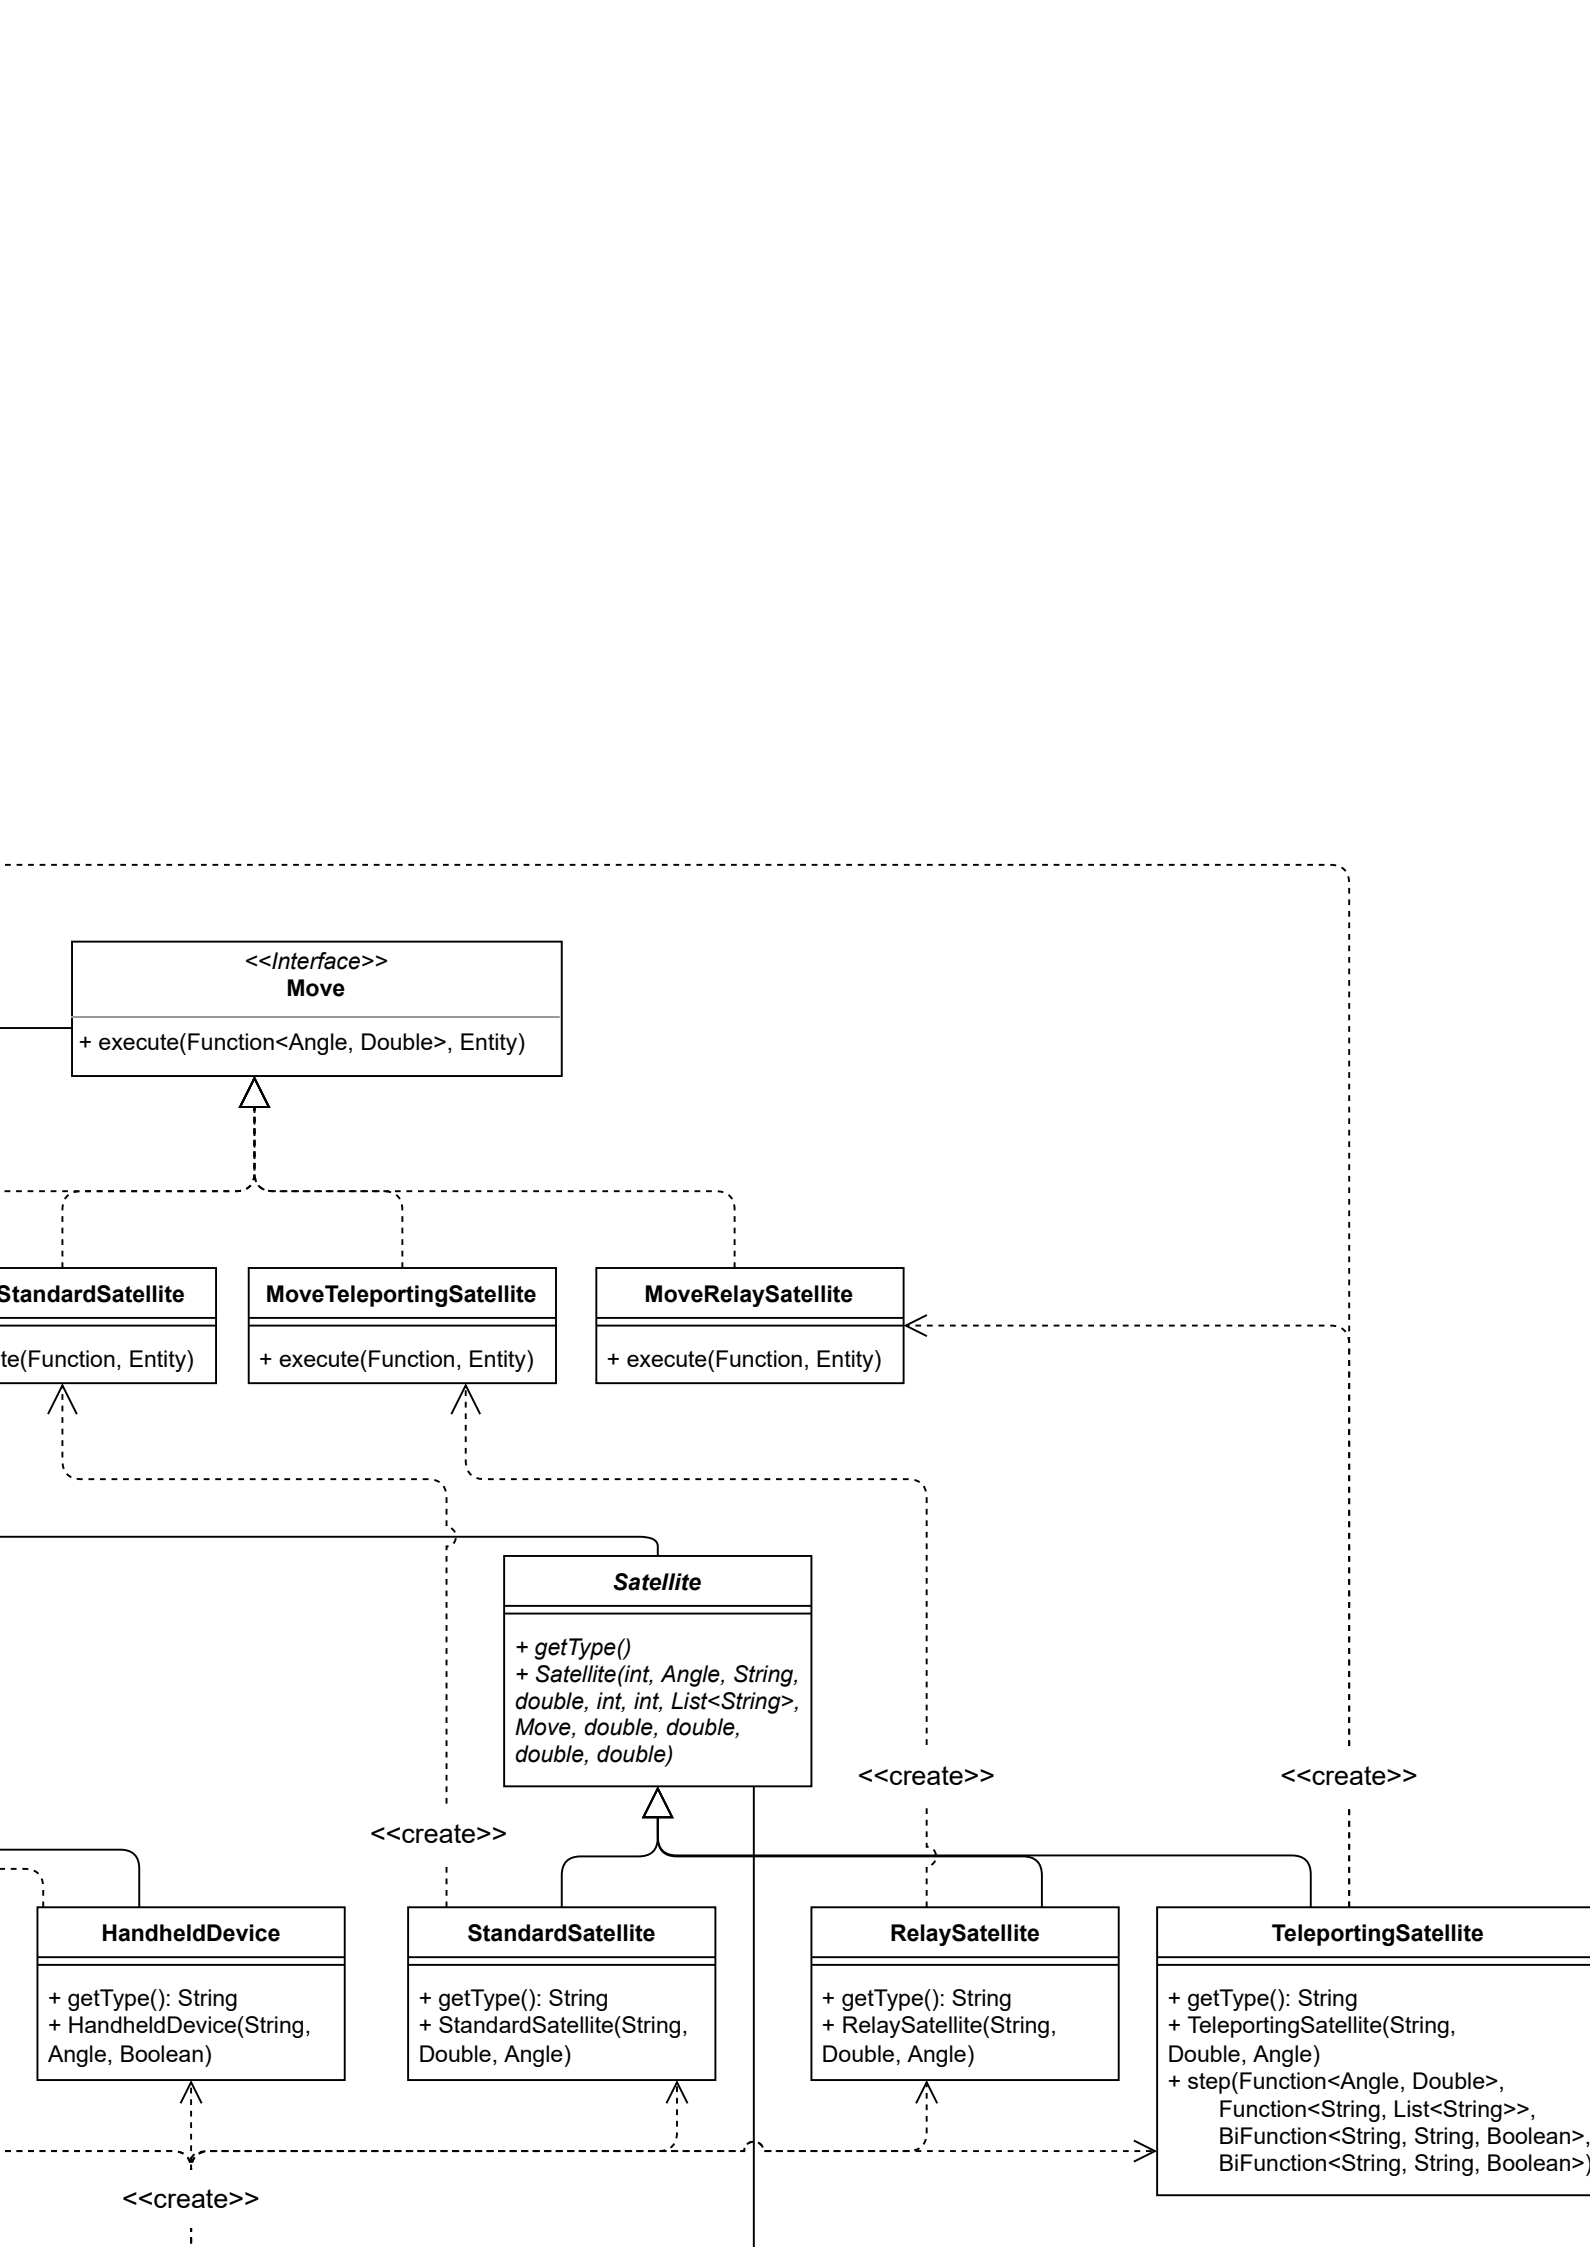 <<Interface>>
Move
+ execute(Function<Angle, Double>, Entity)
StandardSatellite
te(Function, Entity)
MoveTeleportingSatellite
+ execute(Function, Entity)
MoveRelaySatellite
+ execute(Function, Entity)
Satellite
+ getType()
+ Satellite(int, Angle, String,
double, int, int, List<String>,
Move, double, double,
double, double)
<<create>>
<<create>>
<<create>>
HandheldDevice
+ getType(): String
+ HandheldDevice(String,
Angle, Boolean)
StandardSatellite
+ getType(): String
+ StandardSatellite(String,
Double, Angle)
RelaySatellite
+ getType(): String
+ RelaySatellite(String,
Double, Angle)
TeleportingSatellite
+ getType(): String
+ TeleportingSatellite(String,
Double, Angle)
+ step(Function<Angle, Double>,
Function<String, List<String>>,
BiFunction<String, String, Boolean>,
BiFunction<String, String, Boolean>)
<<create>>